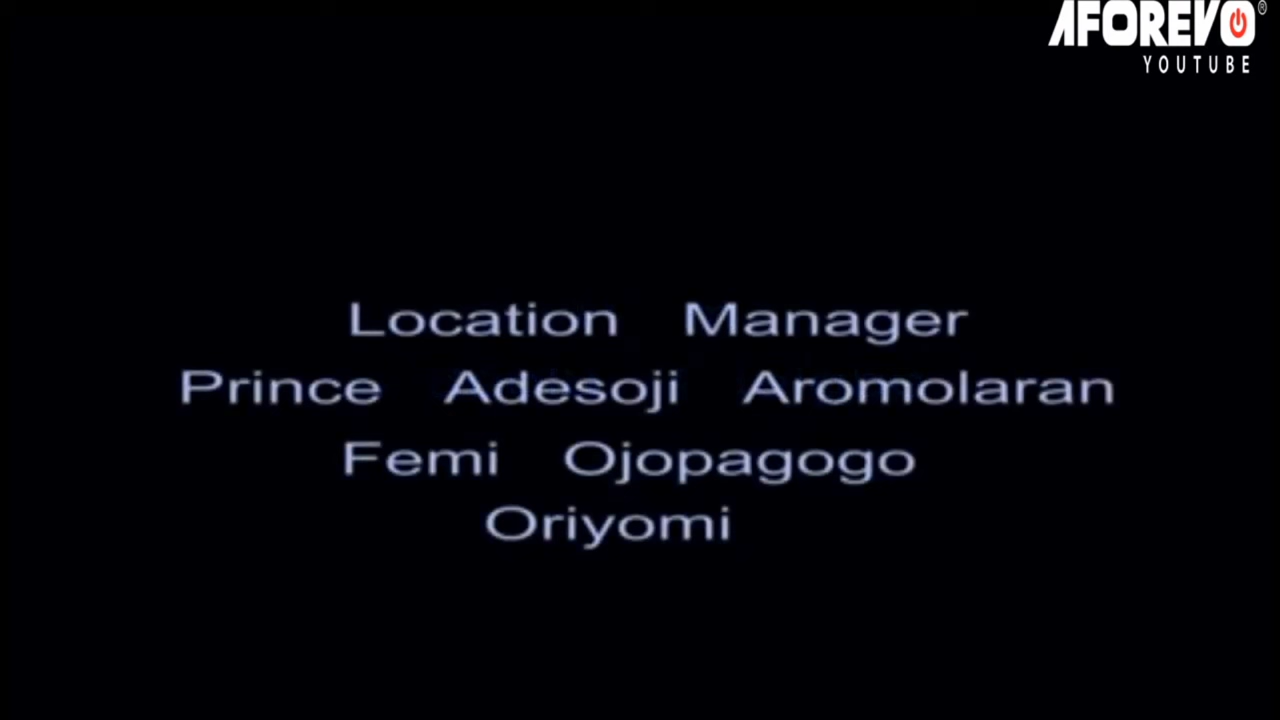 AFOREVO®
YOUTUBE
Location Manager
Prince Adesoji Aromolaran
Femi Ojopagogo
Oriyomi